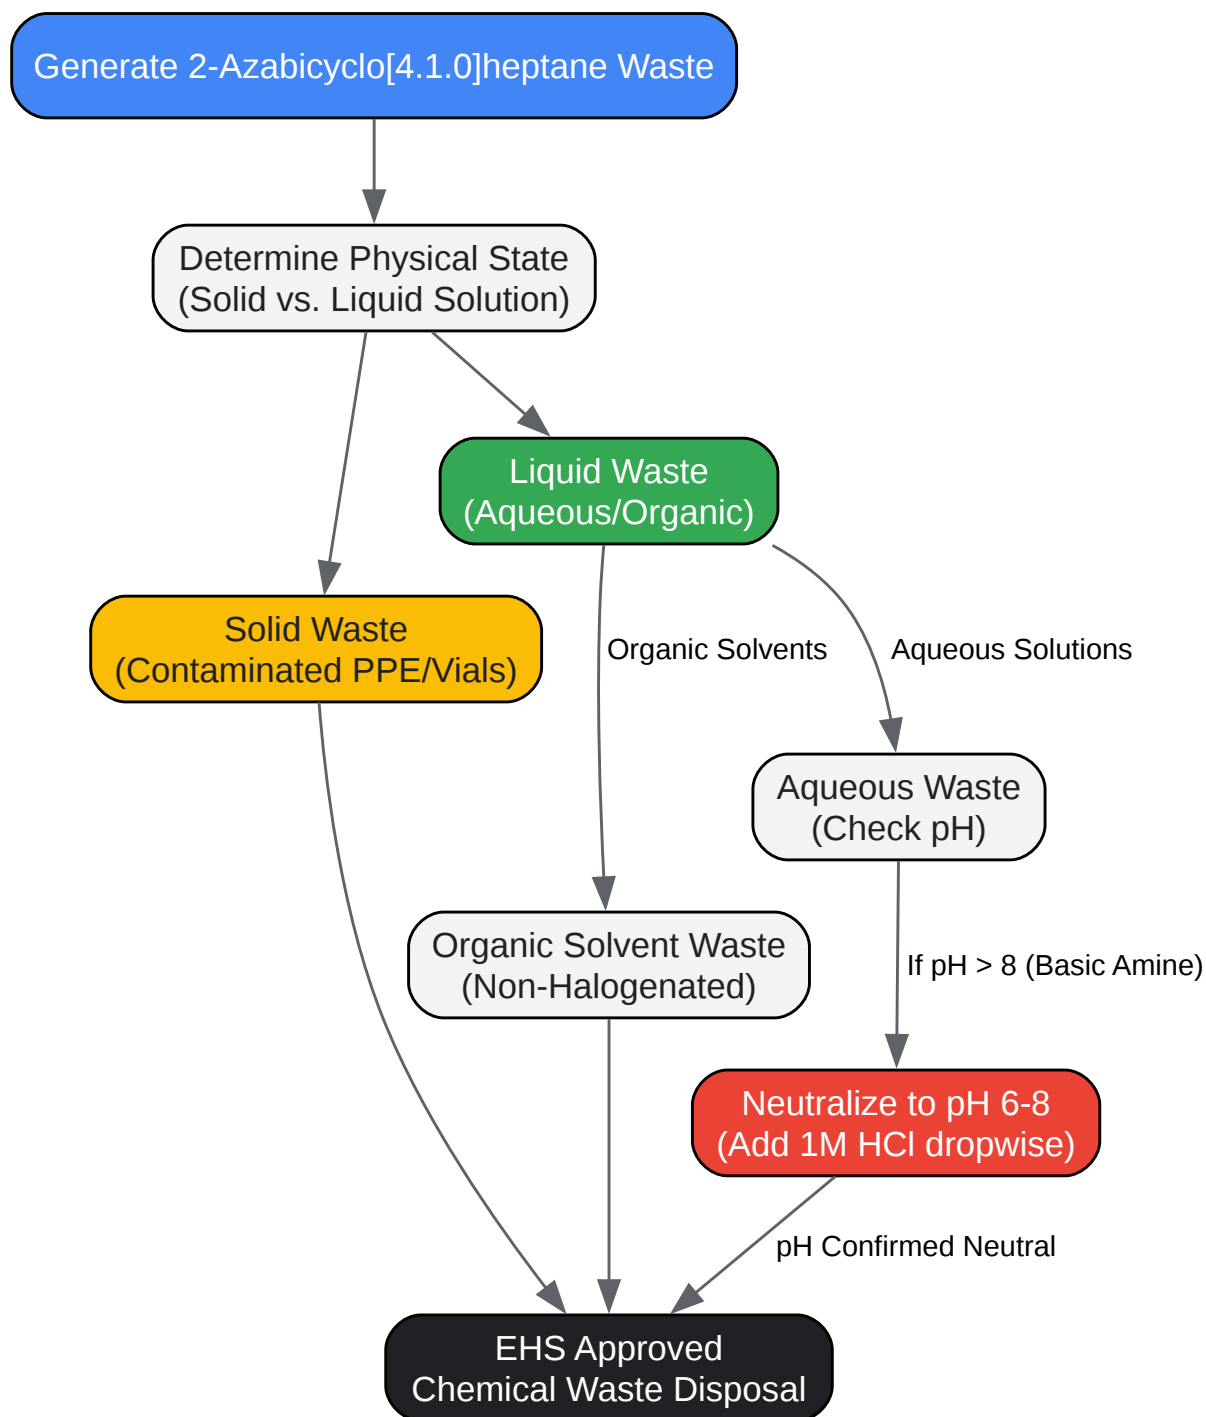 Generate 2-Azabicyclo[4.1.0]heptane Waste
Determine Physical State
(Solid vs. Liquid Solution)
Liquid Waste
(Aqueous/Organic)
Solid Waste
(Contaminated PPE/Vials)
Organic Solvents
Aqueous Solutions
Aqueous Waste
(Check pH)
Organic Solvent Waste
(Non-Halogenated)
If pH > 8 (Basic Amine)
Neutralize to pH 6-8
(Add 1M HCl dropwise)
pH Confirmed Neutral
EHS Approved
Chemical Waste Disposal